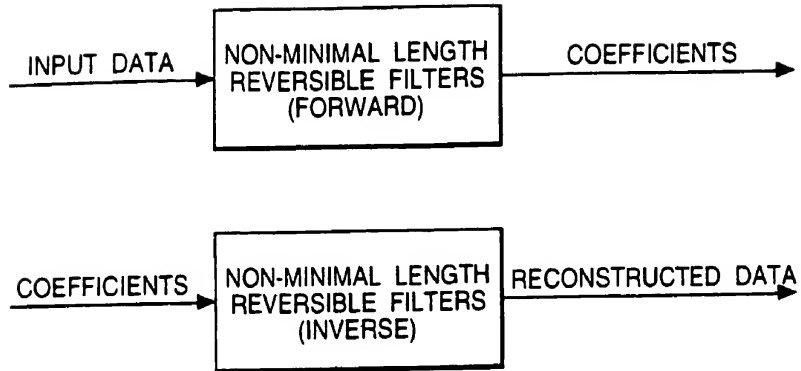 INPUT DATA
NON-MINIMAL LENGTH
REVERSIBLE FILTERS
(FORWARD)
COEFFICIENTS
COEFFICIENTS
NON-MINIMAL LENGTH
REVERSIBLE FILTERS
(INVERSE)
RECONSTRUCTED DATA